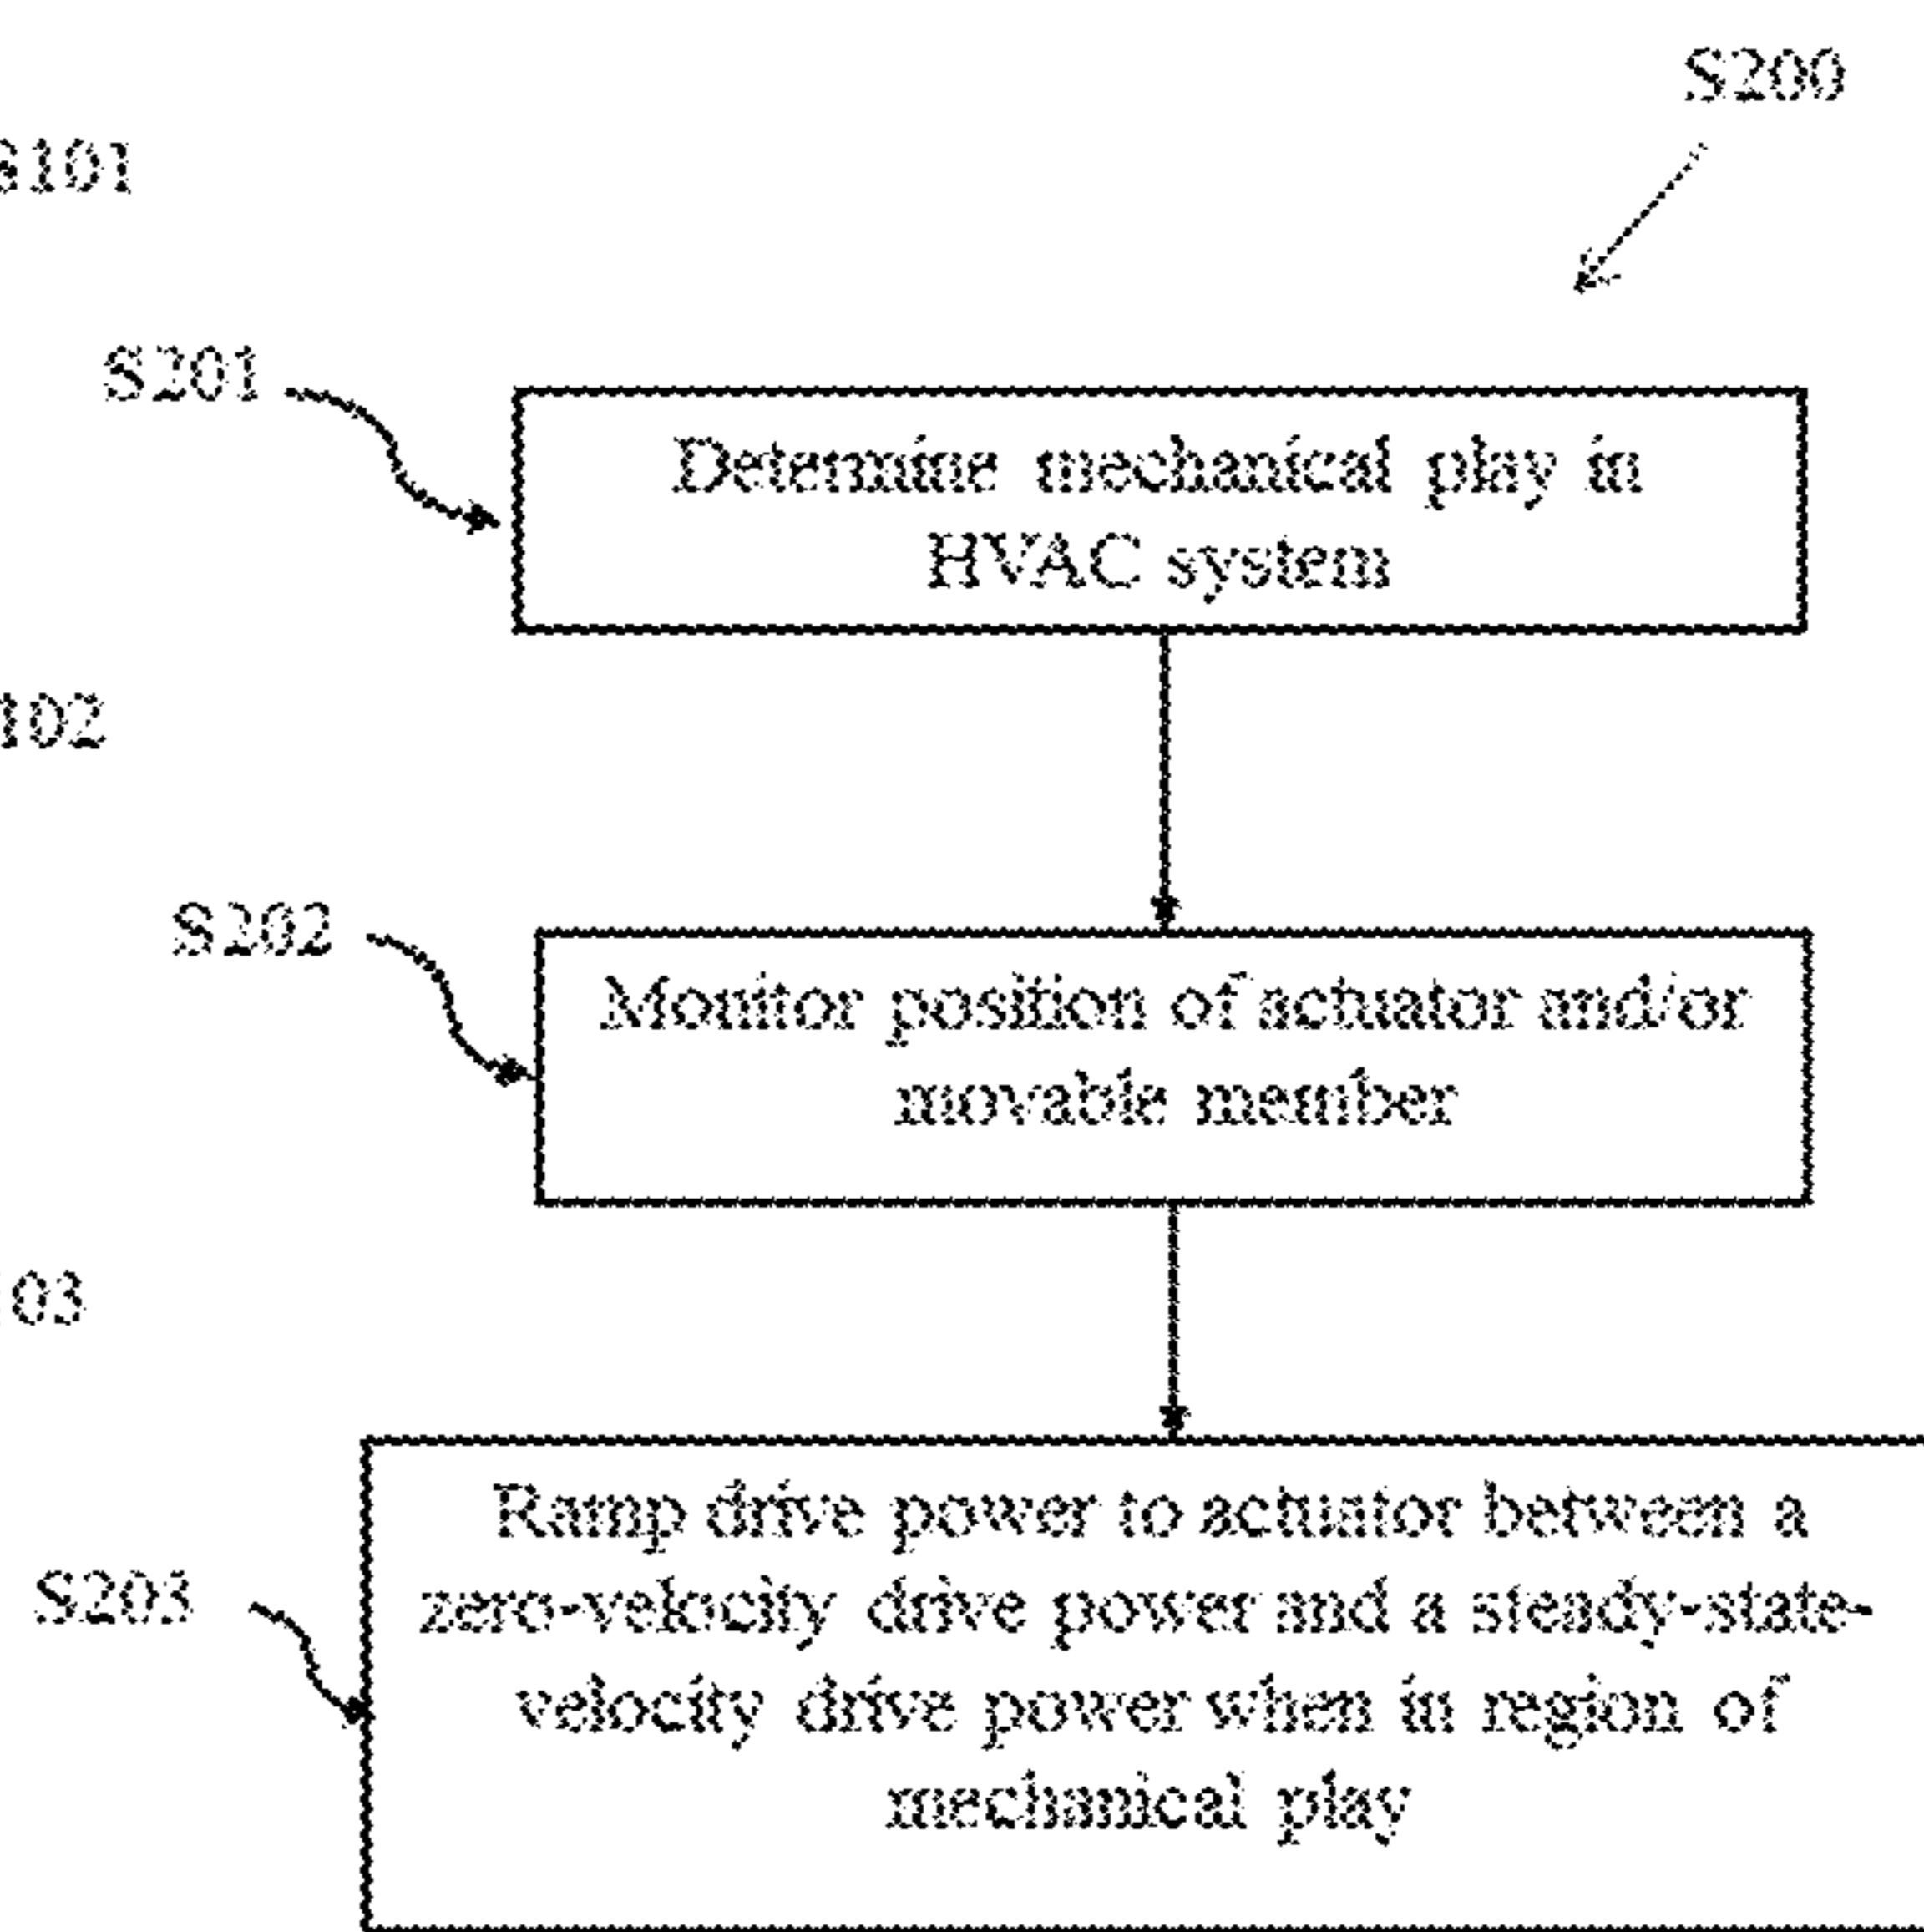 S200
S101
S201
Determine mechanical play in
HVAC system
102
S202
Monitor position of actuator and/or
movable member
103
Ramp drive power to actuator between a
S203
zero-velocity drive power and a steady-state-
velocity drive power when in region of
mechanical play